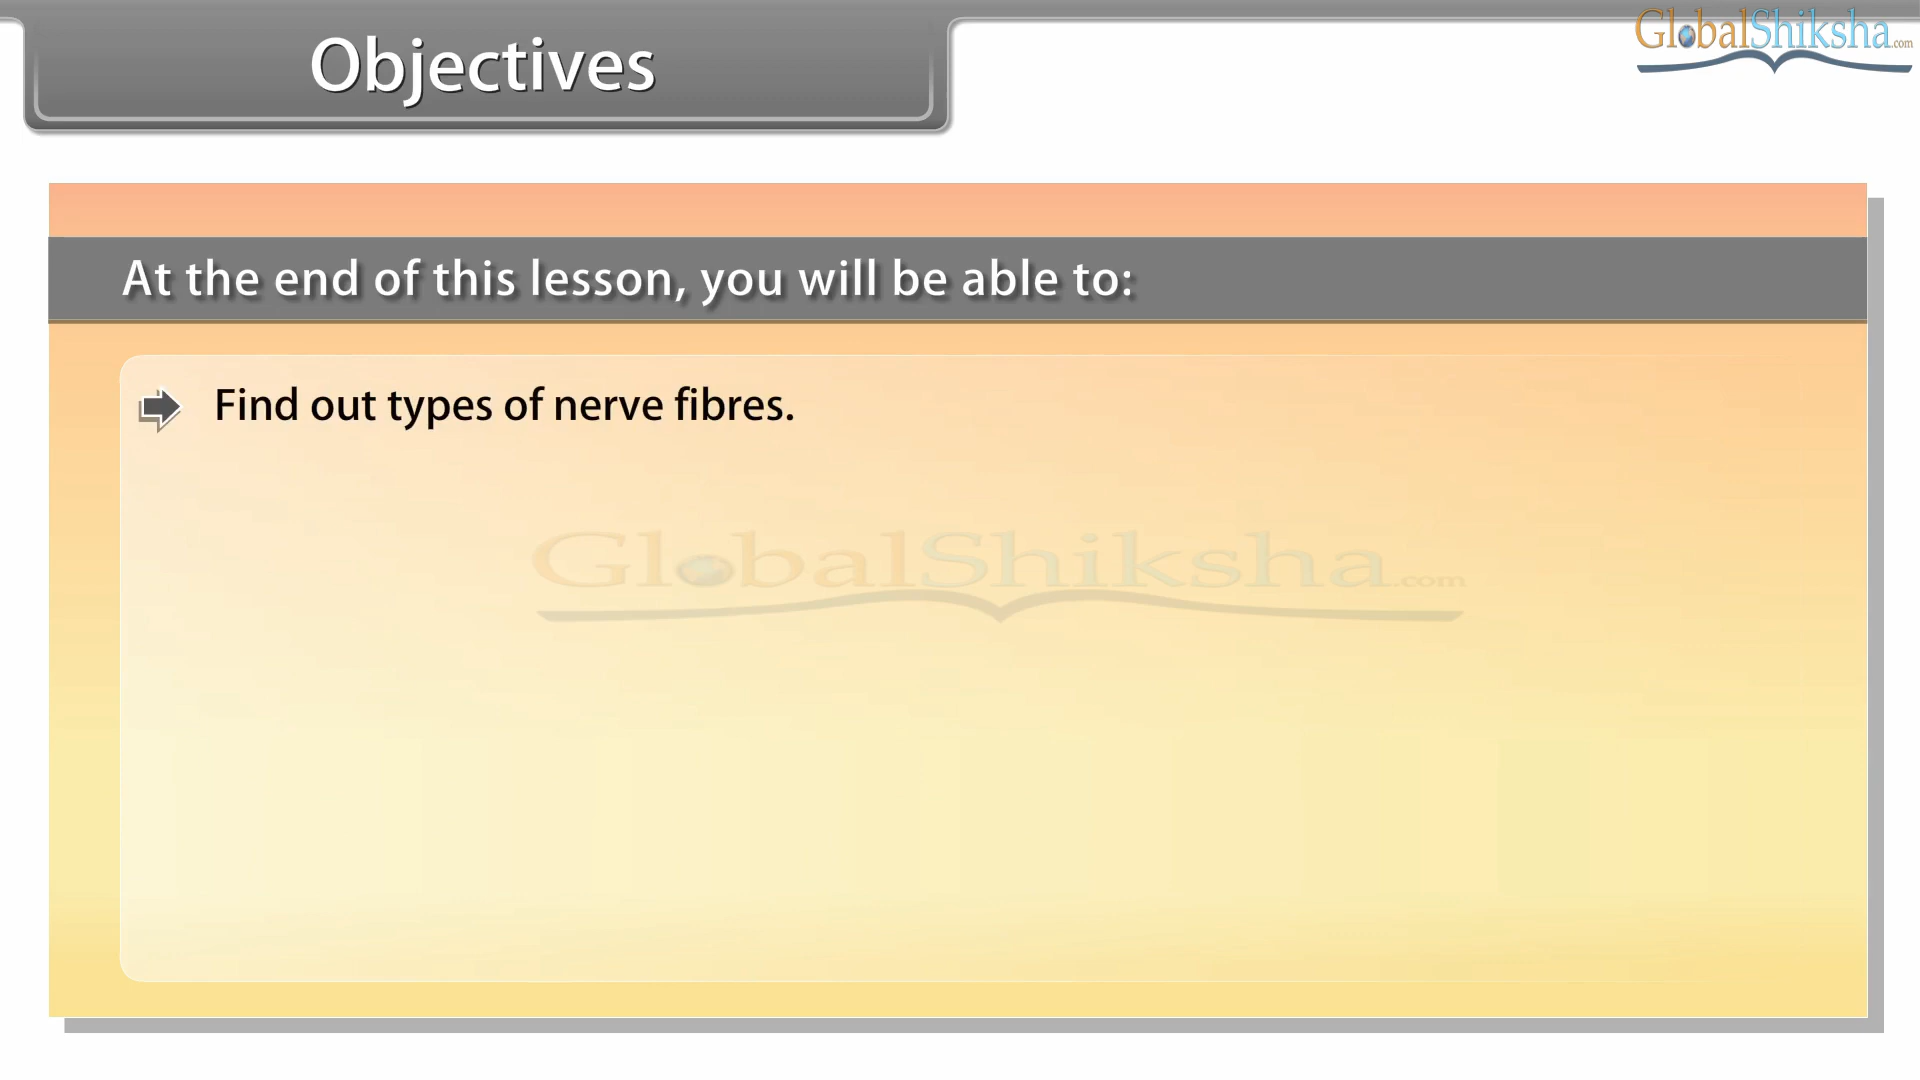 Objectives
GlobalShiksha.com
At the end of this lesson, you will be able to:
Find out types of nerve fibres.
GlobalShiksha.com